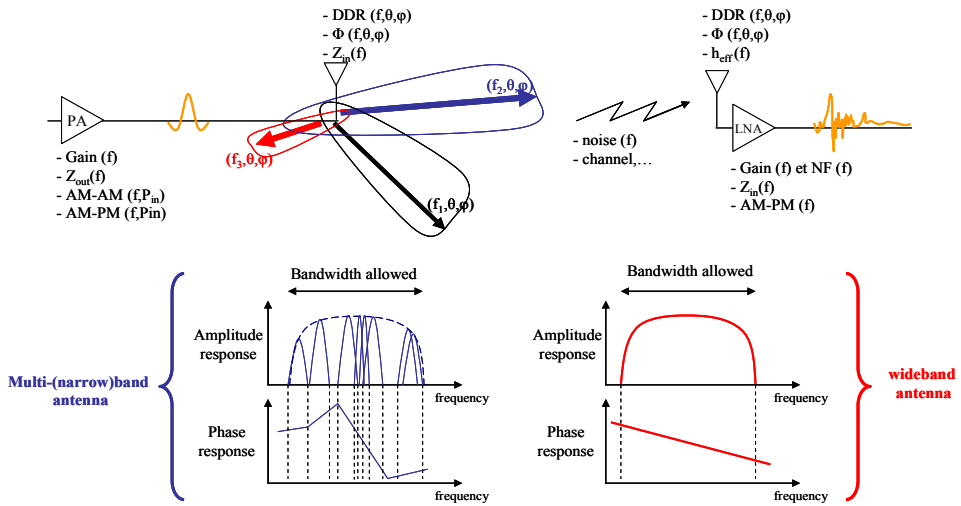 - DDR (f,θ,φ)
- Φ (f,θ,φ)
- Zin(f)
- DDR (f,θ,φ)
- Φ (f,θ,φ)
- heff(f)
(f2,θ,φ)
PA
(f3,θ,φ)
(f1,θ,φ)
- Gain (f)
- Zout(f)
- AM-AM (f,Pin)
- AM-PM (f,Pin)
- noise (f)
- channel,…
LNA
- Gain (f) et NF (f)
- Zin(f)
- AM-PM (f)
Multi-(narrow)band
antenna
Bandwidth allowed
Amplitude
response
frequency
Phase
response
frequency
Bandwidth allowed
Amplitude
response
frequency
Phase
response
frequency
wideband
antenna